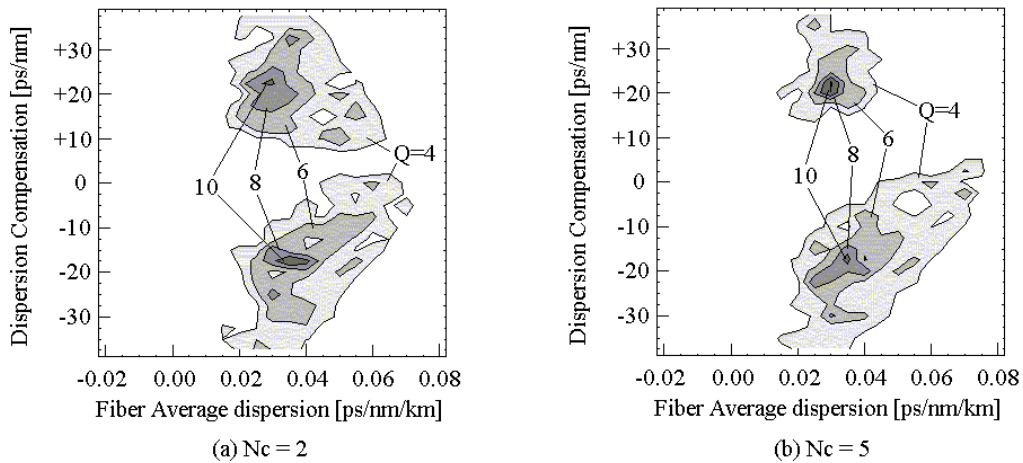 Dispersion Compensation [ps/nm]
+30
+20
+10
0
-10
-20
-30
Q=4
6
8
10
-0.02 0.00 0.02 0.04 0.06 0.08
Fiber Average dispersion [ps/nm/km]
(a) Nc = 2
Dispersion Compensation [ps/nm]
+30
+20
+10
0
-10
-20
-30
Q=4
6
8
10
-0.02 0.00 0.02 0.04 0.06 0.08
Fiber Average dispersion [ps/nm/km]
(b) Nc = 5